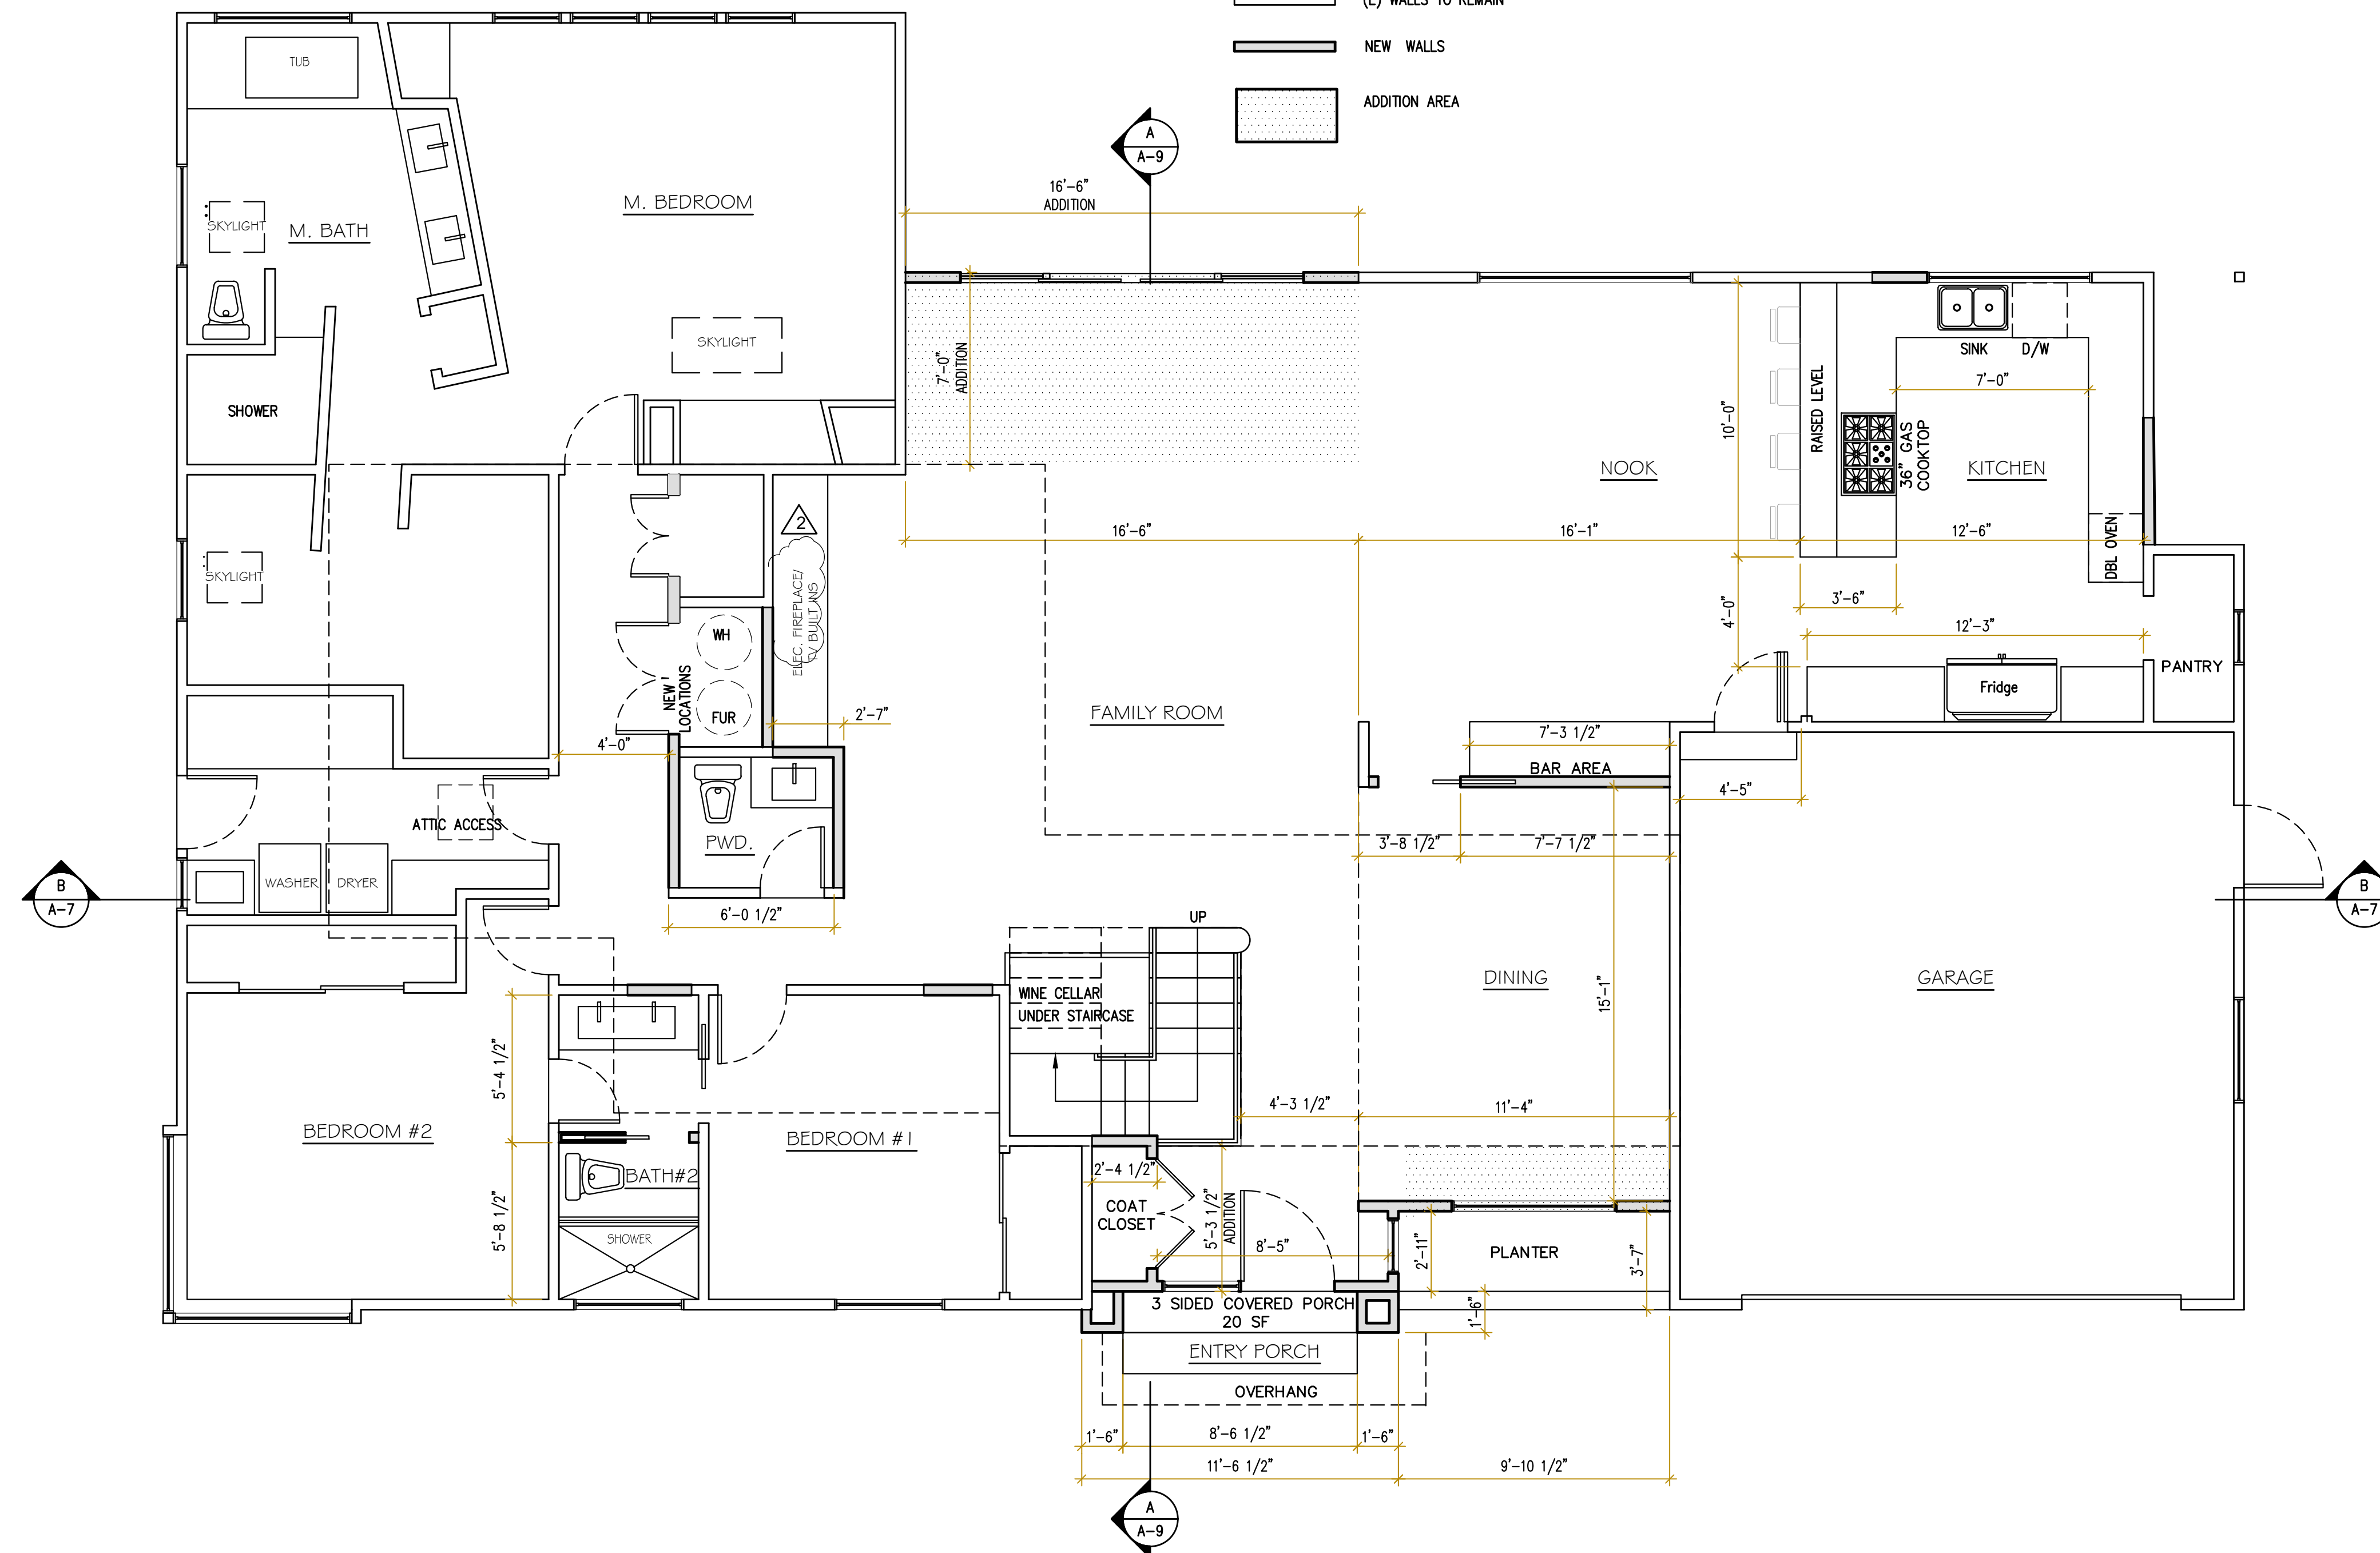 (E) WALLS TO REMAIN
NEW WALLS
ADDITION AREA
TUB
A
A-9
16'-6"
ADDITION
M. BEDROOM
SKYLIGHT
M. BATH
SKYLIGHT
SHOWER
7'-0"
ADDITION
SINK
D/W
7'-0"
RAISED LEVEL
10'-0"
36" GAS
COOKTOP
NOOK
KITCHEN
2
16'-6"
16'-1"
12'-6"
DBL OVEN
SKYLIGHT
ELEC. FIREPLACE/
TV BUILT INS
WH
3'-6"
4'-0"
12'-3"
PANTRY
NEW
LOCATIONS
Fridge
FUR
2'-7"
FAMILY ROOM
4'-0"
7'-3 1/2"
BAR AREA
4'-5"
ATTIC ACCESS
PWD.
3'-8 1/2"
7'-7 1/2"
WASHER
DRYER
B
A-7
B
A-7
6'-0 1/2"
UP
DINING
GARAGE
WINE CELLAR
UNDER STAIRCASE
15'-1"
5'-4 1/2"
4'-3 1/2"
11'-4"
BEDROOM #2
BEDROOM #1
BATH#2
2'-4 1/2"
COAT
CLOSET
5'-3 1/2"
ADDITION
5'-8 1/2"
SHOWER
8'-5"
2'-11"
PLANTER
3'-7"
3 SIDED COVERED PORCH
20 SF
1'-6"
ENTRY PORCH
OVERHANG
1'-6"
8'-6 1/2"
1'-6"
11'-6 1/2"
9'-10 1/2"
A
A-9